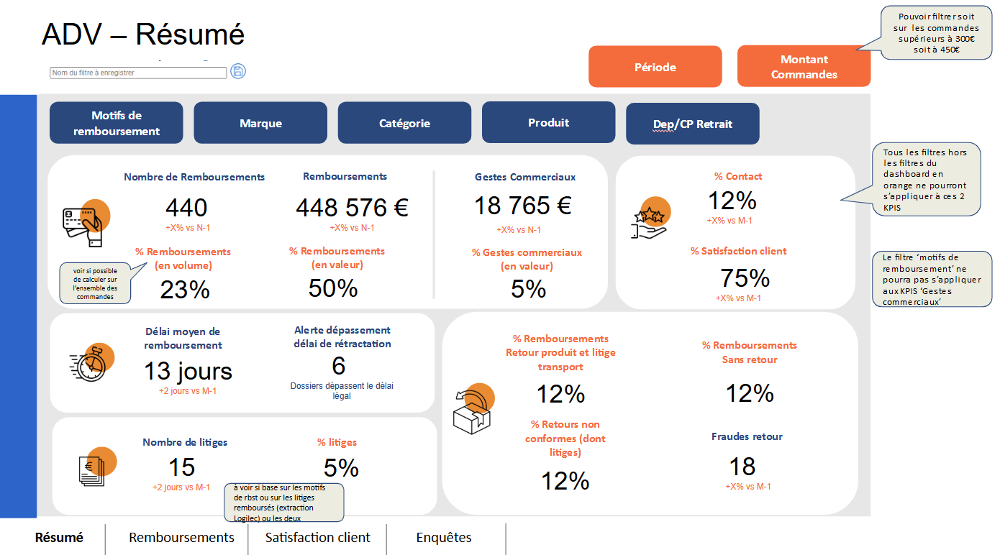 ADV – Résumé
Nom du filtre à enregistrer
Période
Montant
Commandes
Pouvoir filtrer soit
sur les commandes
supérieurs à 300€
soit à 450€
Motifs de
remboursement
Marque
Catégorie
Produit
Dep/CP Retrait
Nombre de Remboursements
440
+X% vs N-1
% Remboursements
(en volume)
23%
voir si possible
de calculer sur
l'ensemble des
commandes
Remboursements
448 576 €
+X% vs N-1
% Remboursements
(en valeur)
50%
Gestes Commerciaux
18 765 €
+X% vs N-1
% Gestes commerciaux
(en valeur)
5%
% Contact
12%
+X% vs M-1
% Satisfaction client
75%
+X% vs M-1
Tous les filtres hors
les filtres du
dashboard en
orange ne pourront
s'appliquer à ces 2
KPIS
Le filtre 'motifs de
remboursement' ne
pourra pas s'appliquer
aux KPIS 'Gestes
commerciaux'
Délai moyen de
remboursement
13 jours
+2 jours vs M-1
Alerte dépassement
délai de rétractation
6
Dossiers dépassent le délai
légal
Nombre de litiges
15
+2 jours vs M-1
% litiges
5%
à voir si base sur les motifs
de rbst ou sur les litiges
remboursés (extraction
Logilec) ou les deux
% Remboursements
Retour produit et litige
transport
12%
% Remboursements
Sans retour
12%
% Retours non
conformes (dont
litiges)
12%
Fraudes retour
18
+X% vs M-1
Résumé
Remboursements
Satisfaction client
Enquêtes